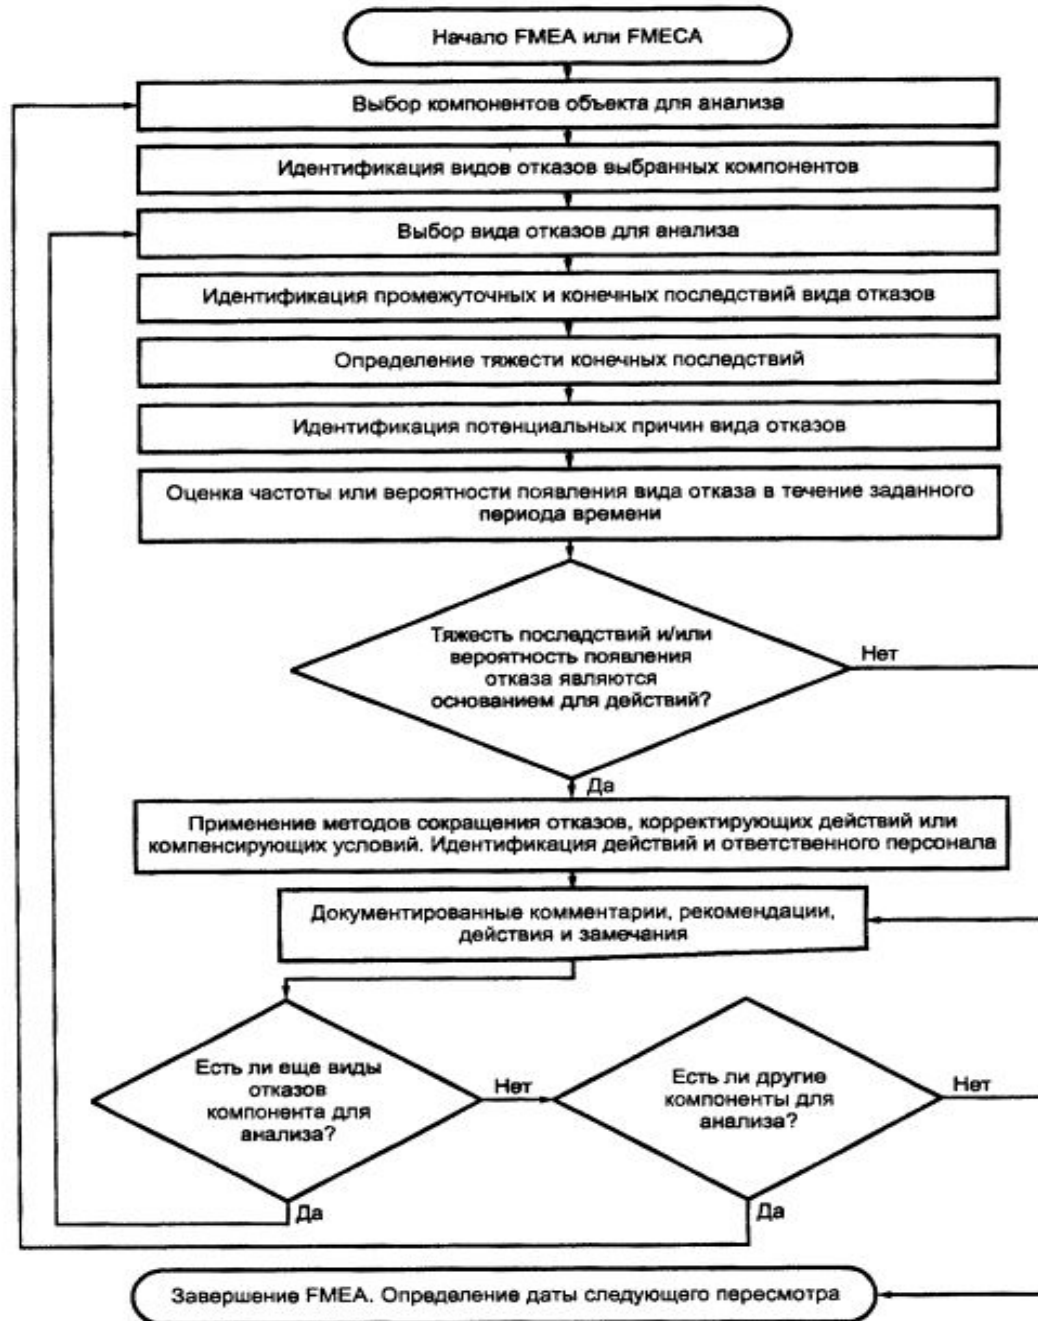 Начало FMEA или FMECA
Выбор компонентов объекта для анализа
Идентификация видов отказов выбранных компонентов
Выбор вида отказов для анализа
Идентификация промежуточных и конечных последствий вида отказов
Определение тяжести конечных последствий
Идентификация потенциальных причин вида отказов
Оценка частоты или вероятности появления вида отказа в течение заданного
периода времени
Тяжесть последствий и/или
вероятность появления
отказа являются
основанием для действий?
Нет
Да
Применение методов сокращения отказов, корректирующих действий или
компенсирующих условий. Идентификация действий и ответственного персонала
Документированные комментарии, рекомендации,
действия и замечания
Есть ли еще виды
отказов
компонента для
анализа?
Нет
Да
Есть ли другие
компоненты для
анализа?
Нет
Да
Завершение FMEA. Определение даты следующего пересмотра